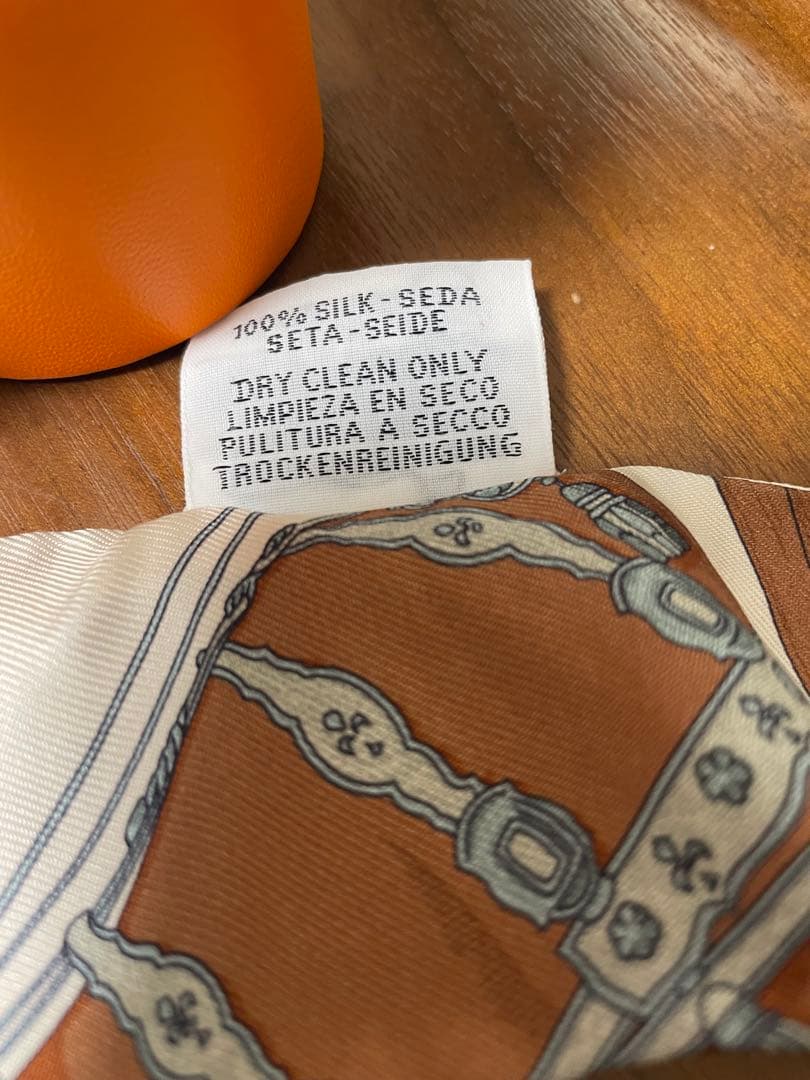 100% SILK - SEDA
SETA - SEIDE
DRY CLEAN ONLY
LIMPIEZA EN SECO
PULITURA A SECCO
TROCKENREINIGUNG